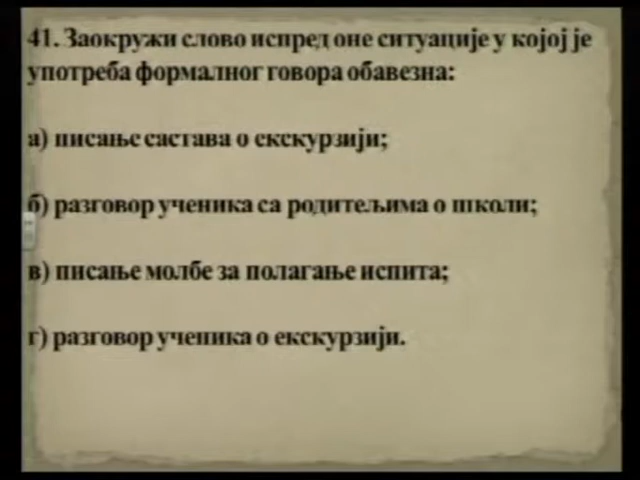 41. Заокружи слово испред оне ситуације у којој је
употреба формалног говора обавезна:
а) писање састава о екскурзији;
б) разговор ученика са родитељима о школи;
в) писање молбе за полагање испита;
г) разговор ученика о екскурзији.